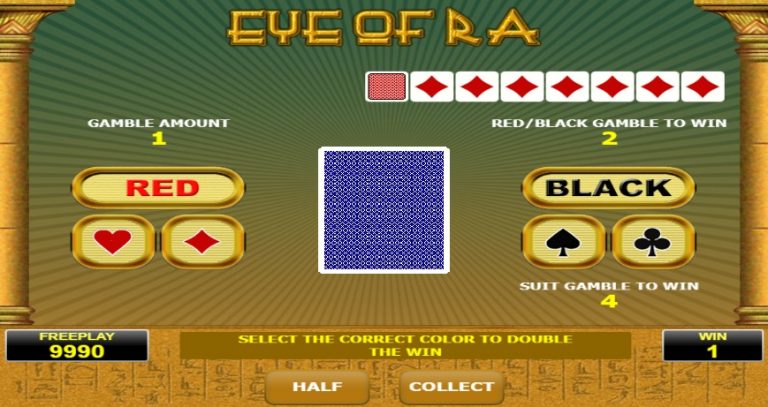 EYE OF RA
GAMBLE AMOUNT
1
RED/BLACK GAMBLE TO WIN
2
RED
BLACK
SUIT GAMBLE TO WIN
4
FREEPLAY
9990
SELECT THE CORRECT COLOR TO DOUBLE
THE WIN
WIN
1
HALF
COLLECT